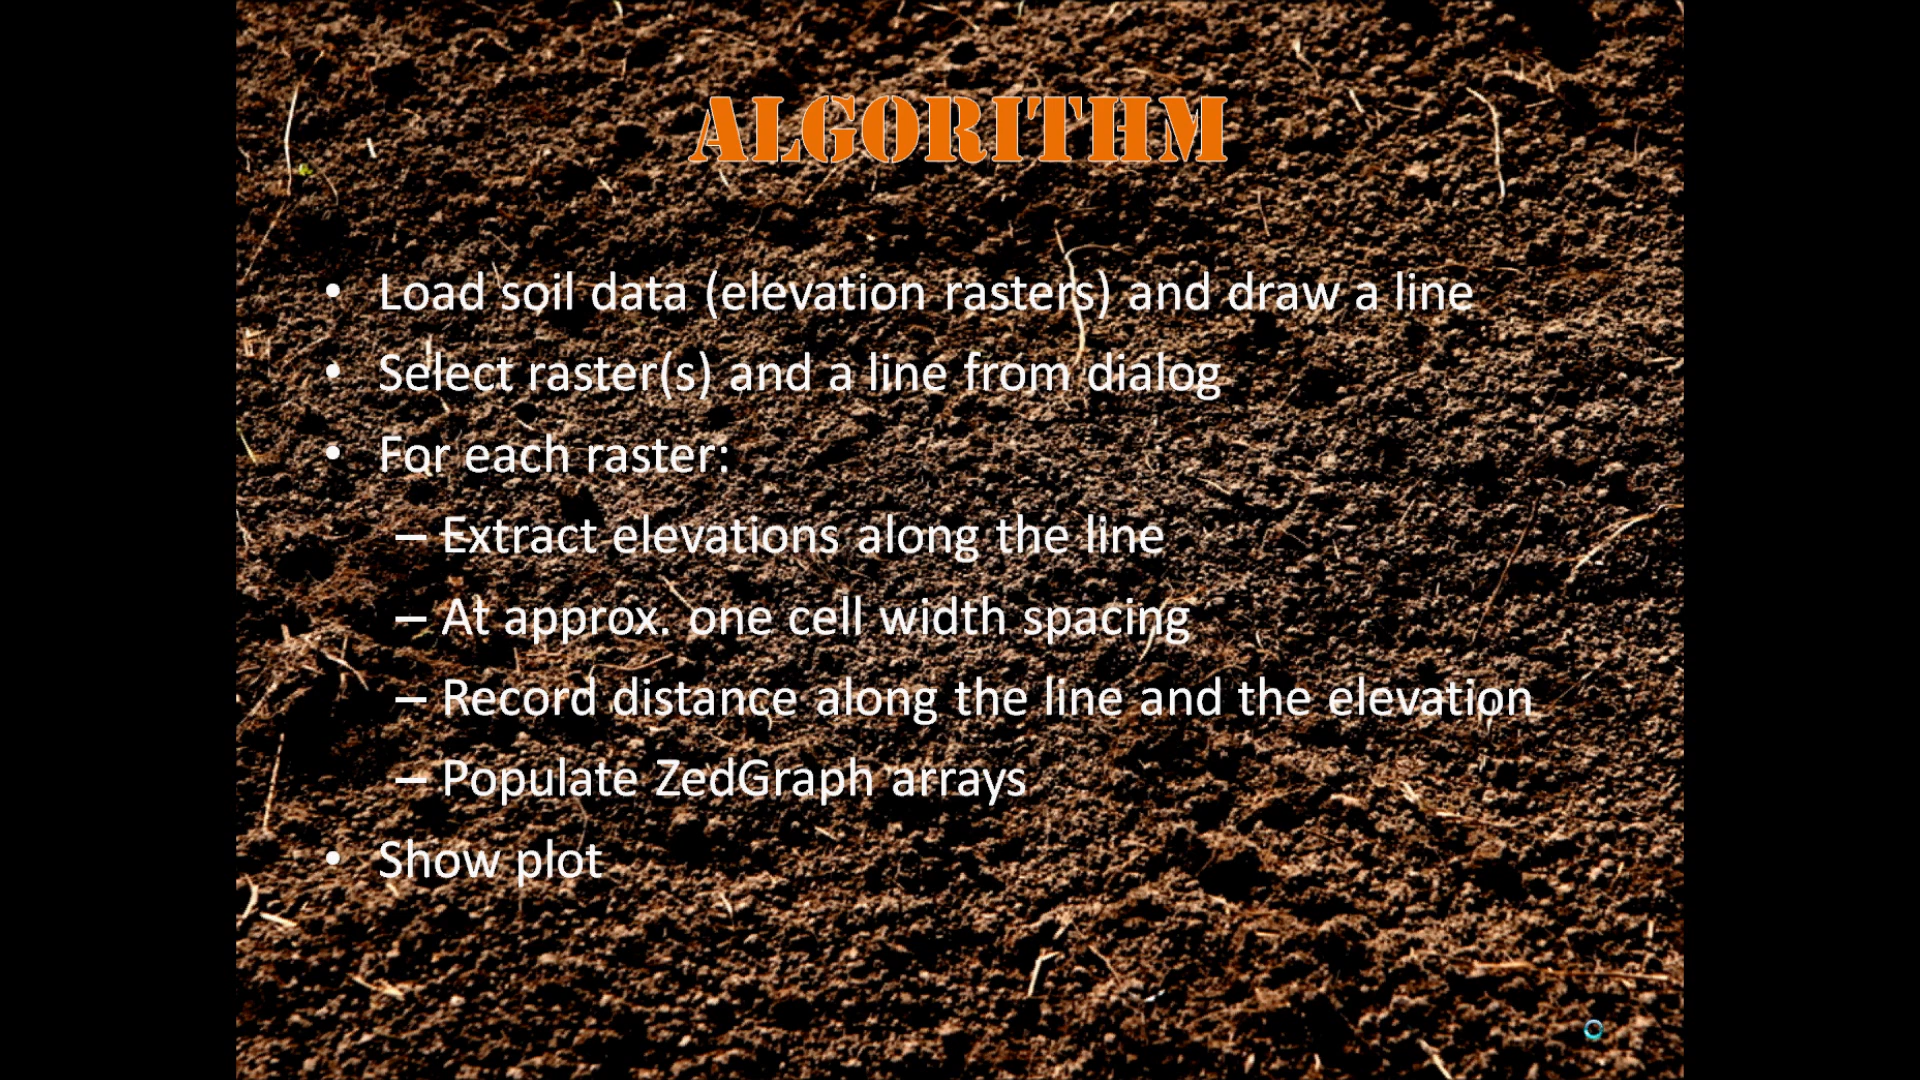 ALGORITHM
• Load soil data (elevation rasters) and draw a line
• Select raster(s) and a line from dialog
• For each raster:
– Extract elevations along the line
– At approx. one cell width spacing
– Record distance along the line and the elevation
– Populate ZedGraph arrays
• Show plot